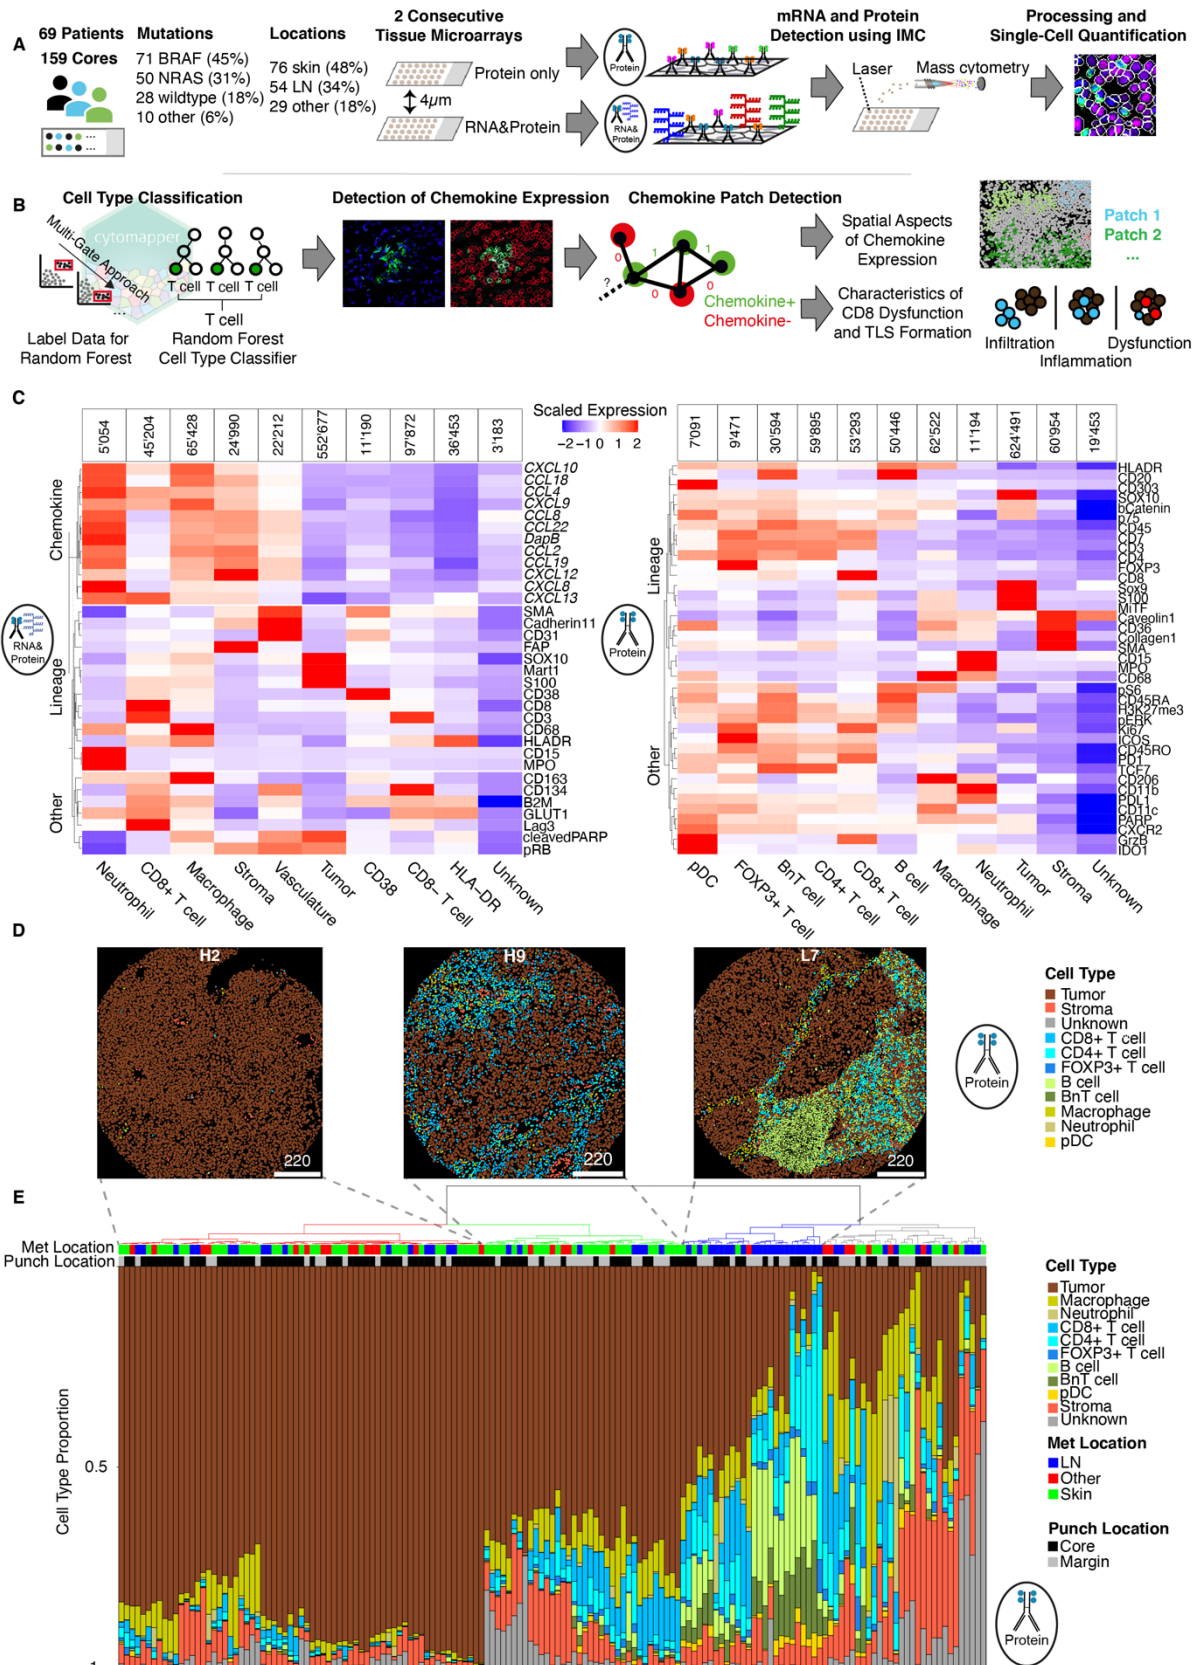 A
69 Patients
159 Cores
Mutations
71 BRAF (45%)
50 NRAS (31%)
28 wildtype (18%)
10 other (6%)
Locations
76 skin (48%)
54 LN (34%)
29 other (18%)
2 Consecutive
Tissue Microarrays
Protein only
4μm
RNA&Protein
Protein
RNA&
Protein
mRNA and Protein
Detection using IMC
Laser
Mass cytometry
Processing and
Single-Cell Quantification
B
Cell Type Classification
cytomapper
Multi-Gate Approach
...
T cell T cell T cell
T cell
Label Data for
Random Forest
Random Forest
Cell Type Classifier
Detection of Chemokine Expression
Chemokine Patch Detection
0
1
1
?
0
0
Chemokine+
Chemokine-
Spatial Aspects
of Chemokine
Expression
Patch 1
Patch 2
...
Characteristics of
CD8 Dysfunction
and TLS Formation
Infiltration
Inflammation
Dysfunction
C
5'054
45'204
65'428
24'990
22'212
552'677
11'190
97'872
36'453
3'183
Scaled Expression
−2 −1 0 1 2
Chemokine
CXCL10
CCL18
CCL4
CXCL9
CCL8
CCL22
DapB
CCL2
CCL19
CXCL12
CXCL8
CXCL13
RNA&
Protein
Lineage
SMA
Cadherin11
CD31
FAP
SOX10
Mart1
S100
CD38
CD8
CD3
CD68
HLADR
CD15
MPO
Other
CD163
CD134
B2M
GLUT1
Lag3
cleavedPARP
pRB
Neutrophil
CD8+ T cell
Macrophage
Stroma
Vasculature
Tumor
CD38
CD8− T cell
HLA−DR
Unknown
7'091
9'471
30'594
59'895
53'293
50'446
62'522
11'194
624'491
60'954
19'453
Protein
Lineage
HLADR
CD20
CD303
SOX10
bCatenin
p75
CD45
CD7
CD3
CD4
FOXP3
CD8
Sox9
S100
MiTF
Caveolin1
CD36
Collagen1
SMA
CD15
MPO
CD68
Other
pS6
CD45RA
H3K27me3
pERK
Ki67
ICOS
CD45RO
PD1
TCF7
CD206
CD11b
PDL1
CD11c
PARP
CXCR2
GrzB
IDO1
pDC
FOXP3+ T cell
BnT cell
CD4+ T cell
CD8+ T cell
B cell
Macrophage
Neutrophil
Tumor
Stroma
Unknown
D
H2
220
H9
220
L7
220
Protein
Cell Type
Tumor
Stroma
Unknown
CD8+ T cell
CD4+ T cell
FOXP3+ T cell
B cell
BnT cell
Macrophage
Neutrophil
pDC
E
Met Location
Punch Location
Cell Type Proportion
0.5
1
Cell Type
Tumor
Macrophage
Neutrophil
CD8+ T cell
CD4+ T cell
FOXP3+ T cell
B cell
BnT cell
pDC
Stroma
Unknown
Met Location
LN
Other
Skin
Punch Location
Core
Margin
Protein